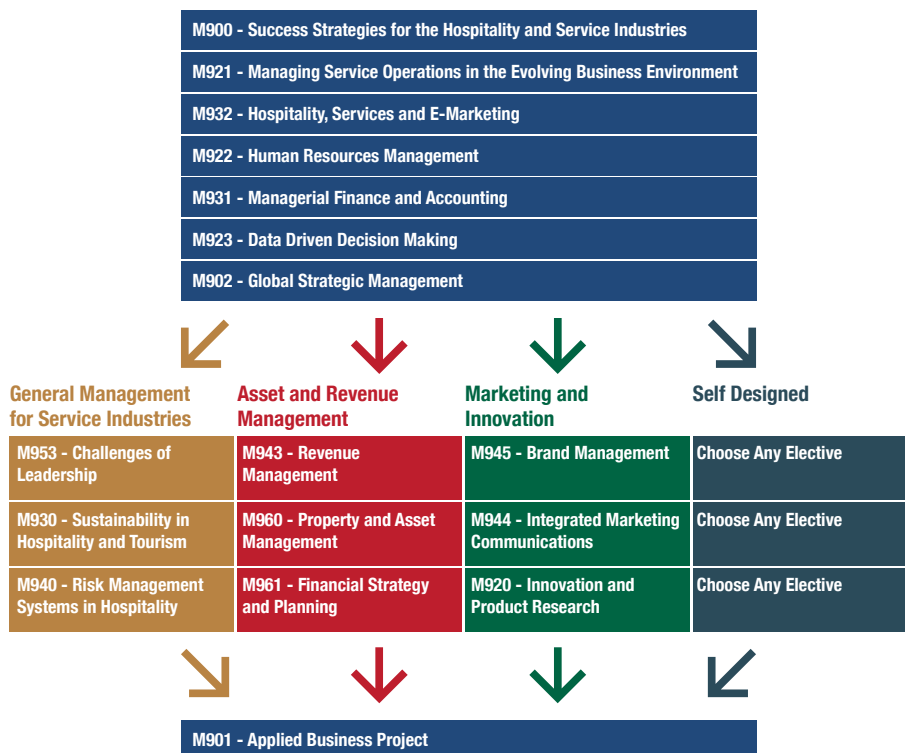 M900 - Success Strategies for the Hospitality and Service Industries
M921 - Managing Service Operations in the Evolving Business Environment
M932 - Hospitality, Services and E-Marketing
M922 - Human Resources Management
M931 - Managerial Finance and Accounting
M923 - Data Driven Decision Making
M902 - Global Strategic Management
General Management
for Service Industries
M953 - Challenges of
Leadership
M930 - Sustainability in
Hospitality and Tourism
M940 - Risk Management
Systems in Hospitality
Asset and Revenue
Management
M943 - Revenue
Management
M960 - Property and Asset
Management
M961 - Financial Strategy
and Planning
Marketing and
Innovation
M945 - Brand Management
M944 - Integrated Marketing
Communications
M920 - Innovation and
Product Research
Self Designed
Choose Any Elective
Choose Any Elective
Choose Any Elective
M901 - Applied Business Project